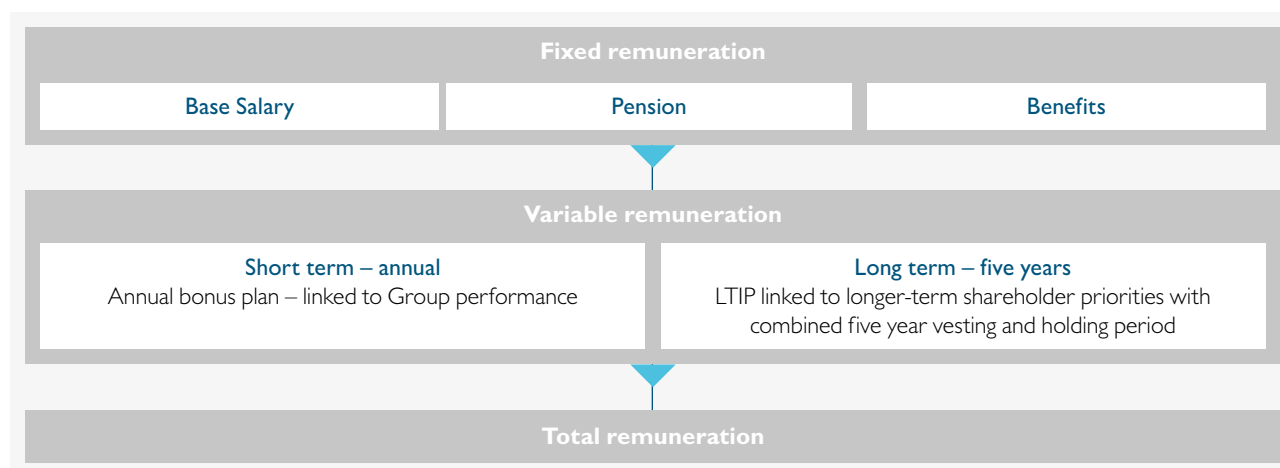 Fixed remuneration
Base Salary
Pension
Benefits
Variable remuneration
Short term – annual
Annual bonus plan – linked to Group performance
Long term – five years
LTIP linked to longer-term shareholder priorities with
combined five year vesting and holding period
Total remuneration